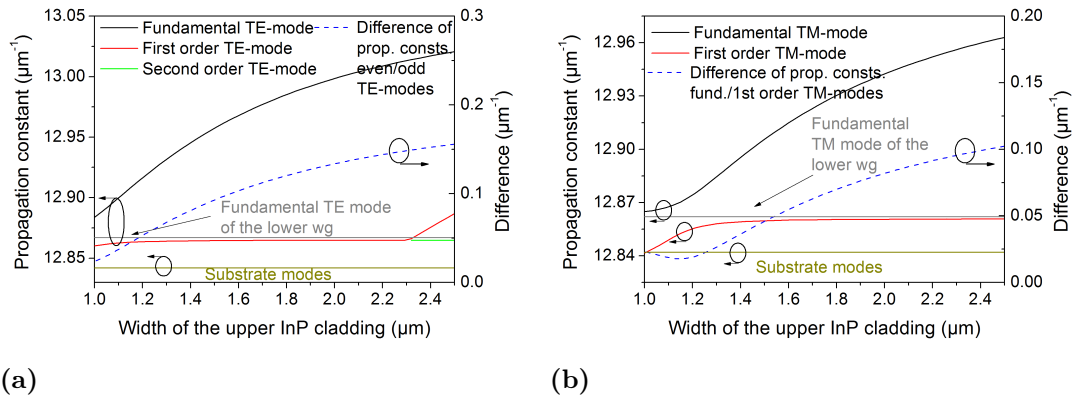 13.05
13.00
12.95
12.90
12.85
Propagation constant (µm⁻¹)
Fundamental TE-mode
First order TE-mode
Second order TE-mode
Difference of
prop. consts.
even/odd
TE-modes
Fundamental TE mode
of the lower wg
Substrate modes
0.3
0.2
0.1
0.0
Difference (µm⁻¹)
1.0 1.2 1.4 1.6 1.8 2.0 2.2 2.4
Width of the upper InP cladding (µm)
(a)
12.96
12.93
12.90
12.87
12.84
Propagation constant (µm⁻¹)
Fundamental TM-mode
First order TM-mode
Difference of prop. consts.
fund./1st order TM-modes
Fundamental
TM mode of the
lower wg
Substrate modes
0.20
0.15
0.10
0.05
0.00
Difference (µm⁻¹)
1.0 1.2 1.4 1.6 1.8 2.0 2.2 2.4
Width of the upper InP cladding (µm)
(b)